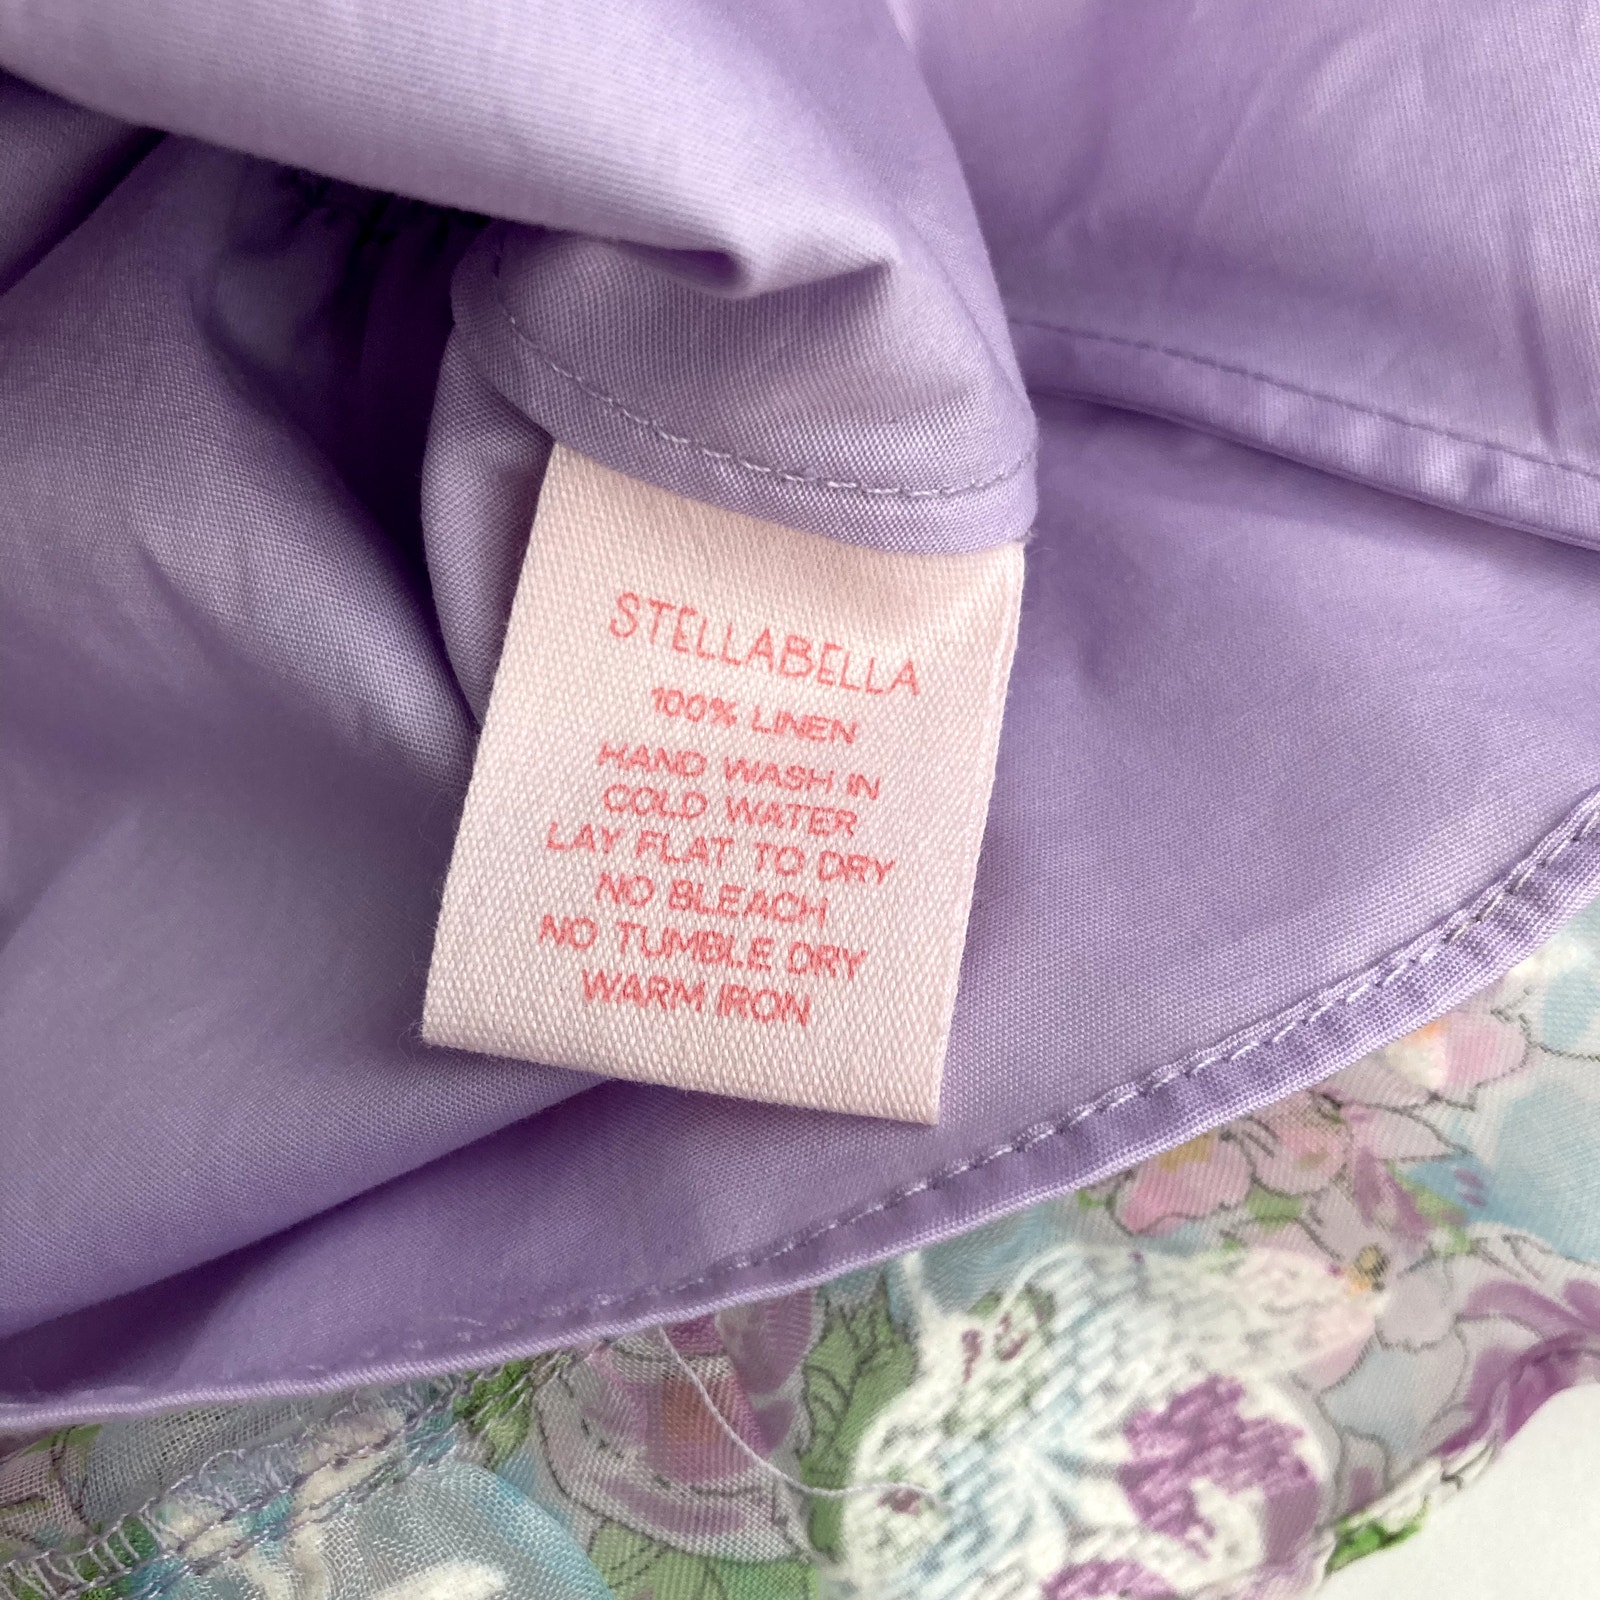 STELLABELLA
100% LINEN
HAND WASH IN
COLD WATER
LAY FLAT TO DRY
NO BLEACH
NO TUMBLE DRY
WARM IRON